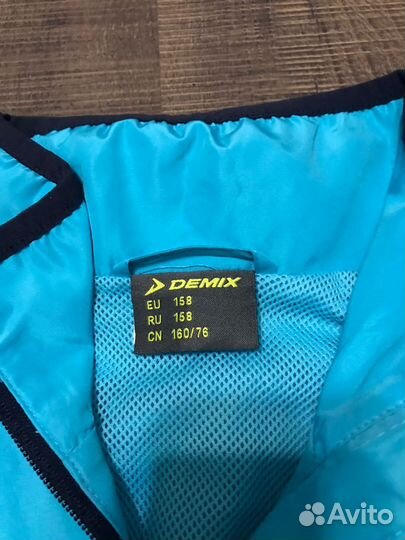 DEMIX
EU 158
RU 158
CN 160/76
Avito